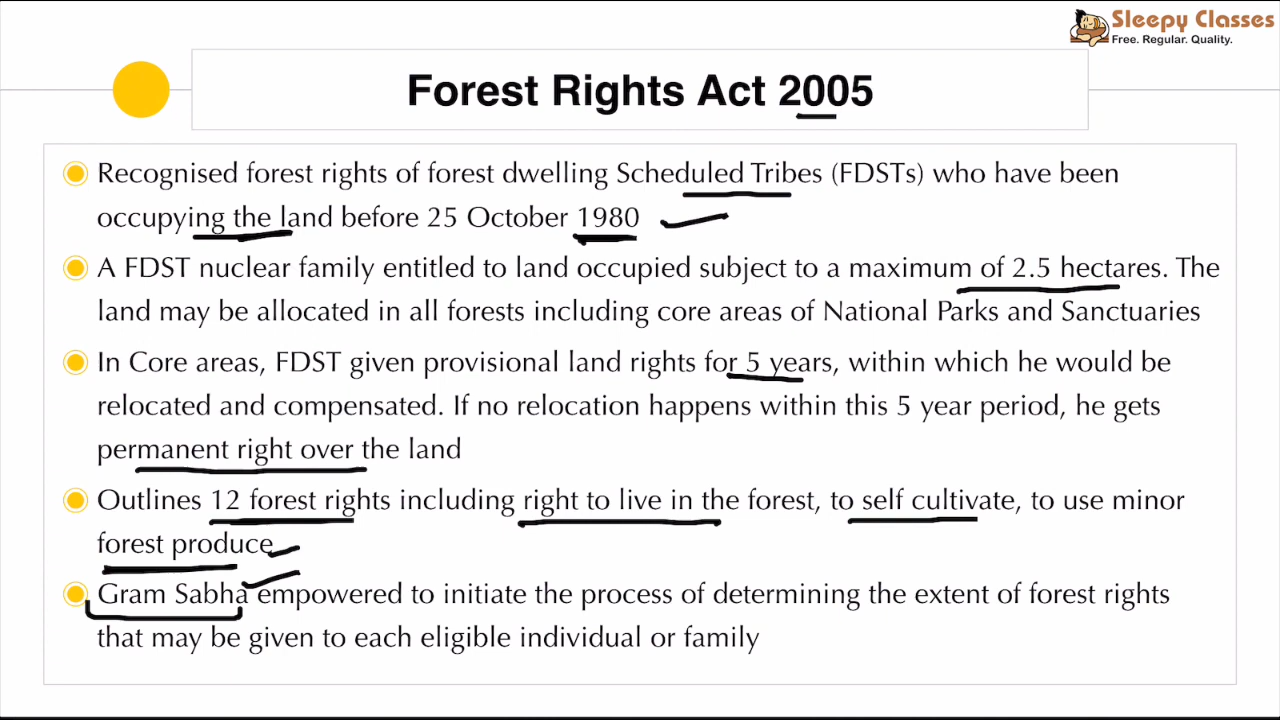 Sleepy Classes
Free. Regular. Quality.
Forest Rights Act 2005
Recognised forest rights of forest dwelling Scheduled Tribes (FDSTs) who have been
occupying the land before 25 October 1980
A FDST nuclear family entitled to land occupied subject to a maximum of 2.5 hectares. The
land may be allocated in all forests including core areas of National Parks and Sanctuaries
In Core areas, FDST given provisional land rights for 5 years, within which he would be
relocated and compensated. If no relocation happens within this 5 year period, he gets
permanent right over the land
Outlines 12 forest rights including right to live in the forest, to self cultivate, to use minor
forest produce
Gram Sabha empowered to initiate the process of determining the extent of forest rights
that may be given to each eligible individual or family